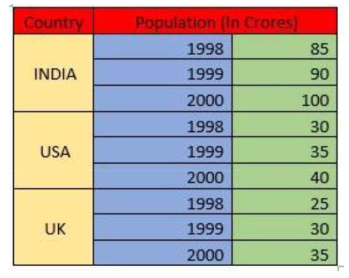 Country Population (In Crores)
1998 85
INDIA 1999 90
2000 100
1998 30
USA 1999 35
2000 40
1998 25
UK 1999 30
2000 35